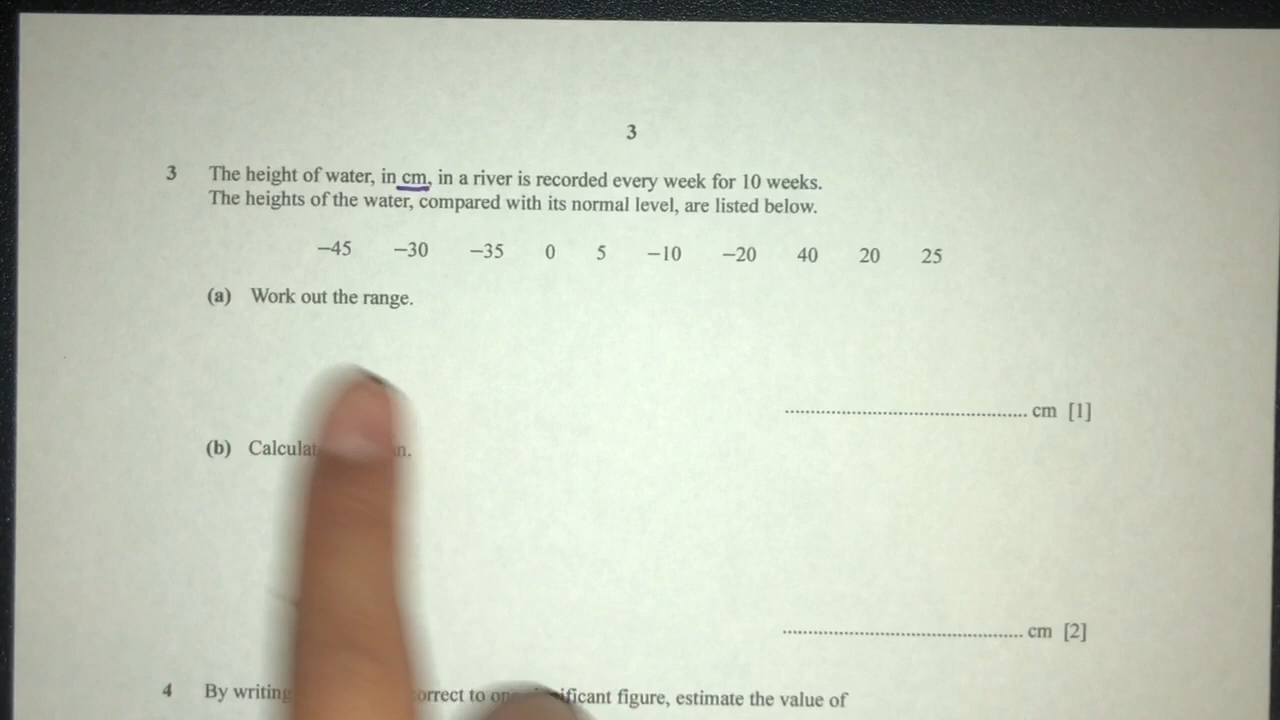 3
3 The height of water, in cm, in a river is recorded every week for 10 weeks.
The heights of the water, compared with its normal level, are listed below.
−45 −30 −35 0 5 −10 −20 40 20 25
(a) Work out the range.
.......................................... cm [1]
(b)
.......................................... cm [2]
4 By writing to figure, estimate the value of